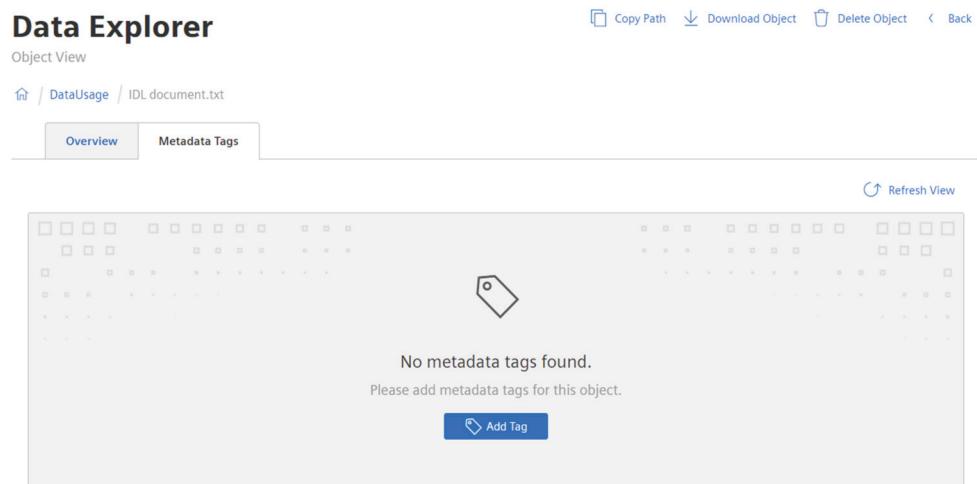 Data Explorer
Copy Path Download Object Delete Object Back
Object View
DataUsage / IDL document.txt
Overview Metadata Tags
Refresh View
No metadata tags found.
Please add metadata tags for this object.
Add Tag